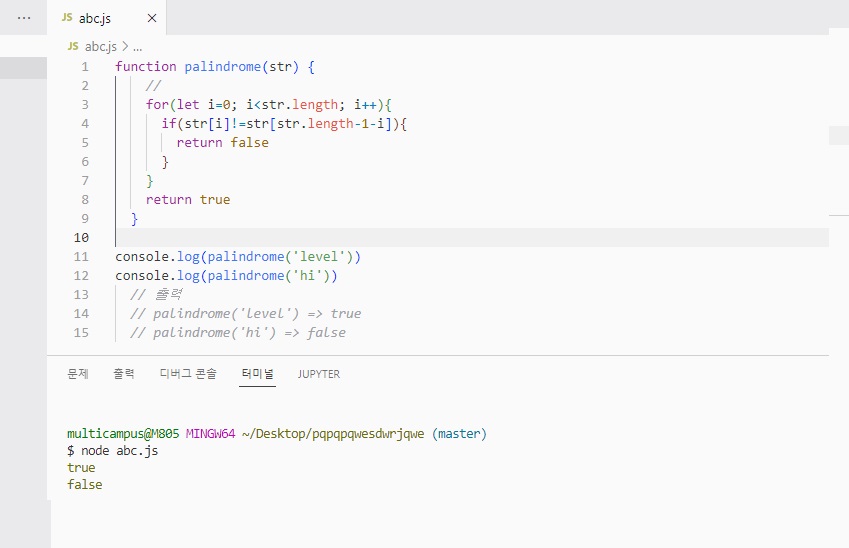 ...
JS abc.js ×
JS abc.js > ...
1 function palindrome(str) {
2 //
3 for(let i=0; i<str.length; i++){
4 if(str[i]!=str[str.length-1-i]){
5 return false
6 }
7 }
8 return true
9 }
10
11 console.log(palindrome('level'))
12 console.log(palindrome('hi'))
13 // 출력
14 // palindrome('level') => true
15 // palindrome('hi') => false
문제 출력 디버그 콘솔 터미널 JUPYTER
multicampus@M805 MINGW64 ~/Desktop/pqpqpqwesdwrjqwe (master)
$ node abc.js
true
false